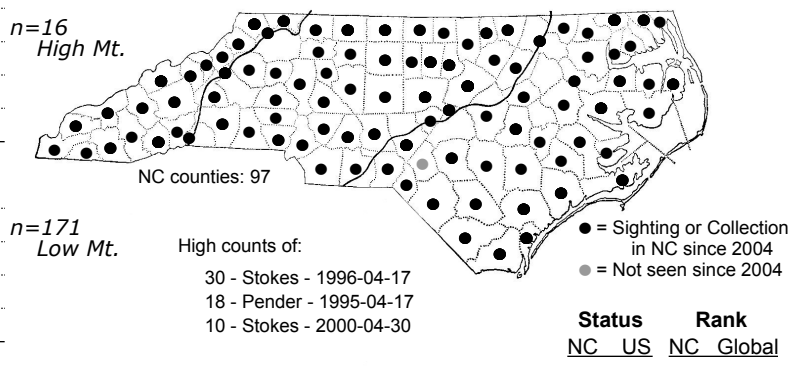 n=16
High Mt.
NC counties: 97
n=171
Low Mt.
High counts of:
30 - Stokes - 1996-04-17
18 - Pender - 1995-04-17
10 - Stokes - 2000-04-30
● = Sighting or Collection
in NC since 2004
● = Not seen since 2004
Status Rank
NC US NC Global